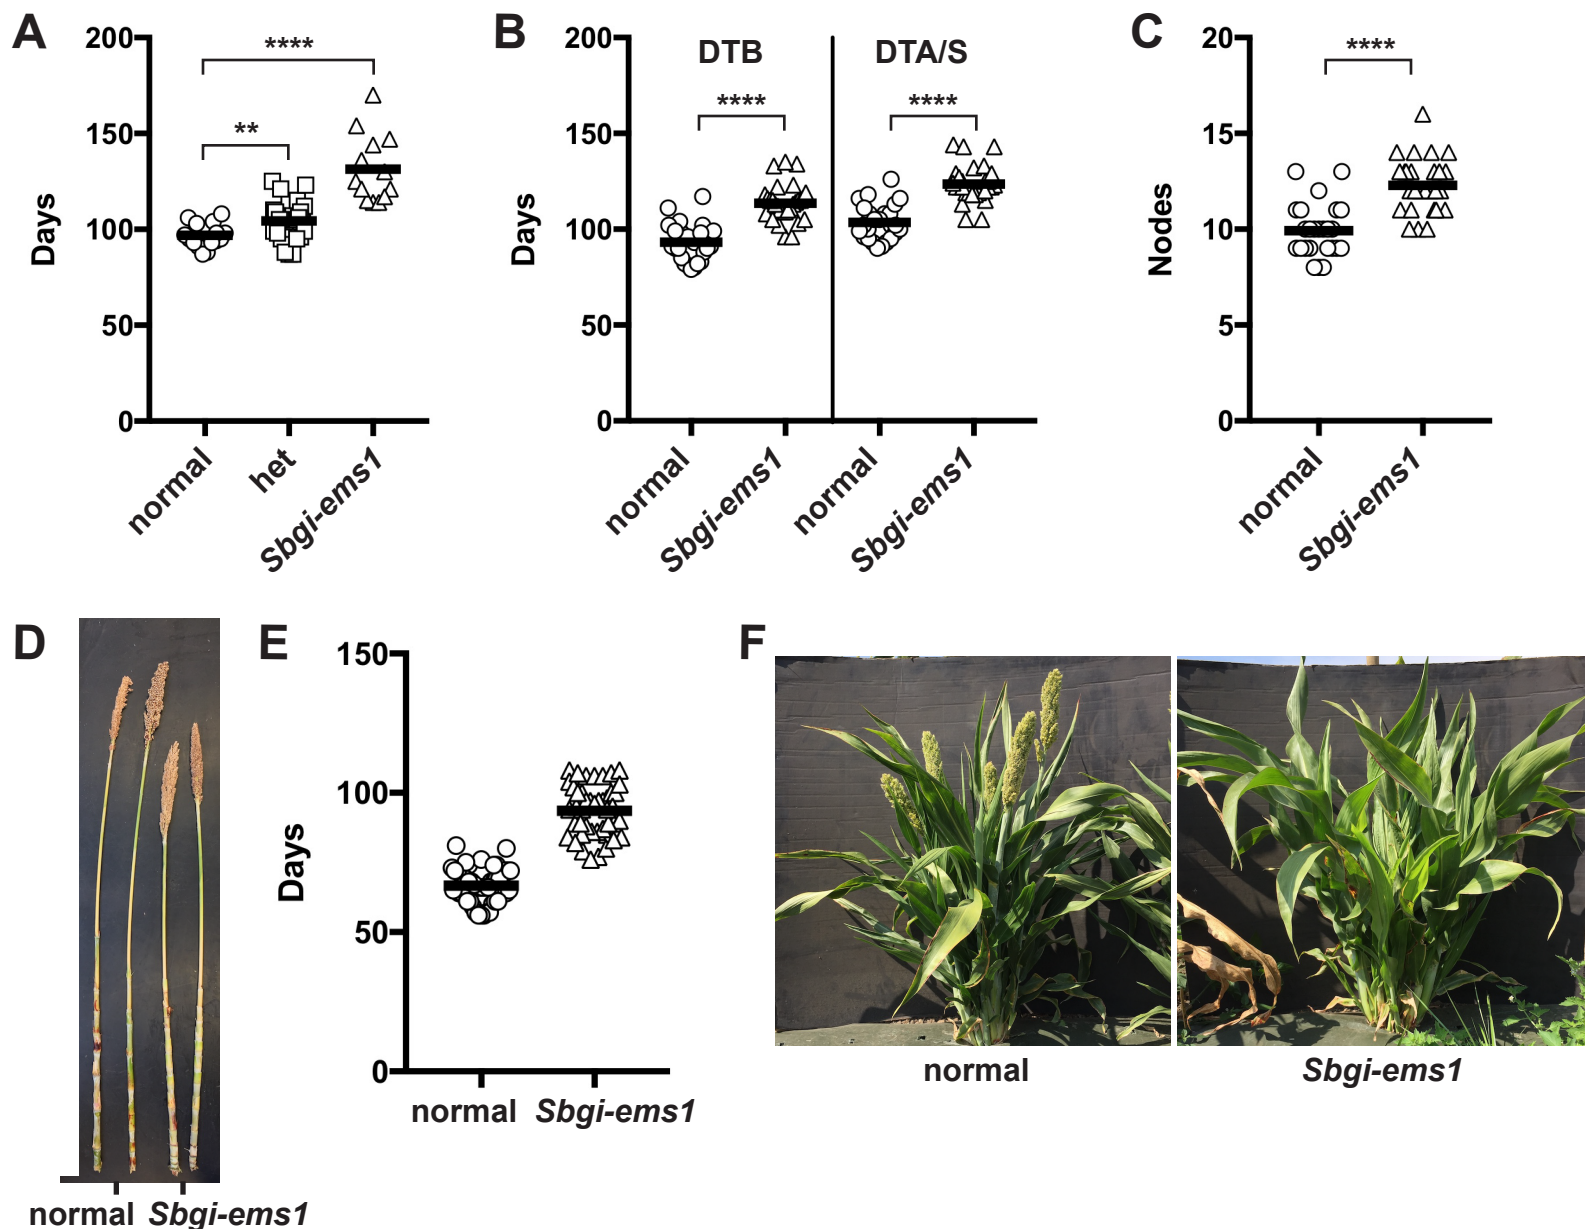 A
200
150
100
50
0
Days
****
**
normal
het
Sbgi-ems1
B
200
150
100
50
0
Days
DTB
DTA/S
****
****
normal
Sbgi-ems1
normal
Sbgi-ems1
C
20
15
10
5
0
Nodes
****
normal
Sbgi-ems1
D
normal
Sbgi-ems1
E
150
100
50
0
Days
normal
Sbgi-ems1
F
normal
Sbgi-ems1